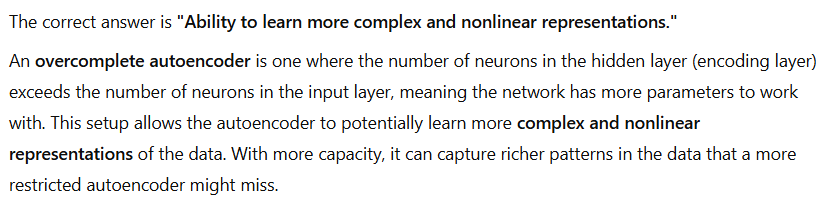 The correct answer is "Ability to learn more complex and nonlinear representations."
An overcomplete autoencoder is one where the number of neurons in the hidden layer (encoding layer)
exceeds the number of neurons in the input layer, meaning the network has more parameters to work
with. This setup allows the autoencoder to potentially learn more complex and nonlinear
representations of the data. With more capacity, it can capture richer patterns in the data that a more
restricted autoencoder might miss.